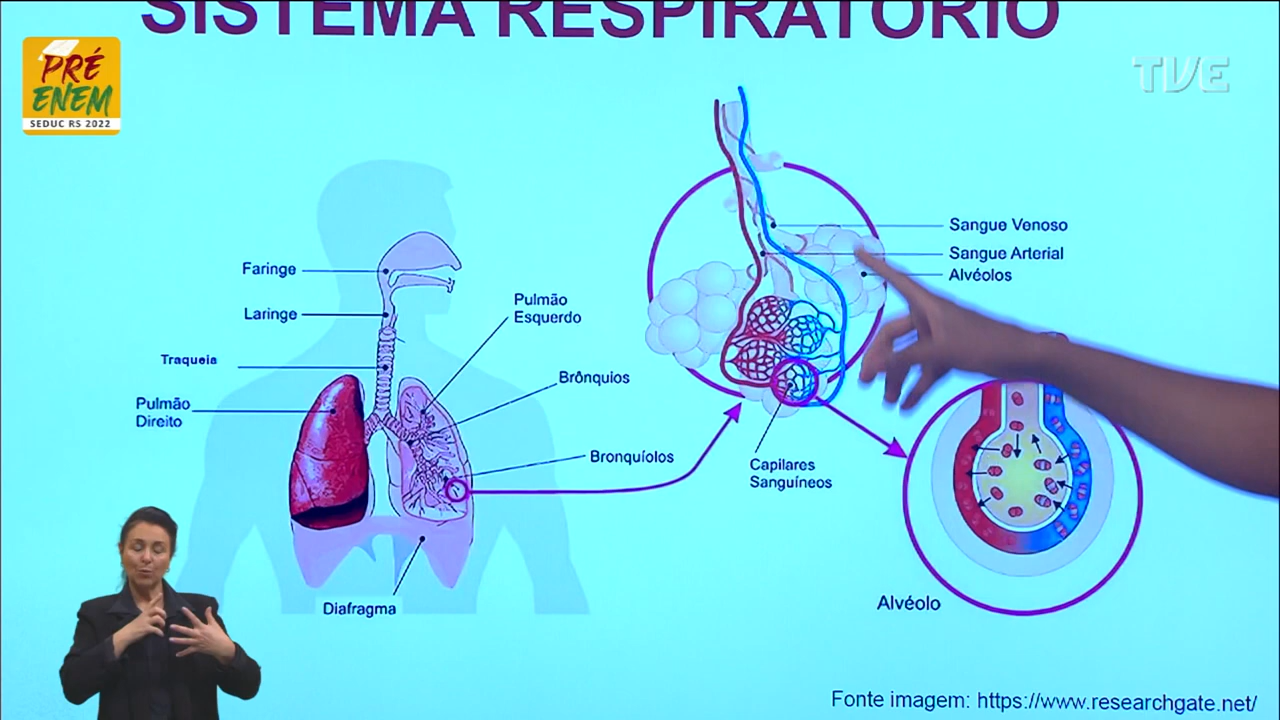 SISTEMA RESPIRATÓRIO
PRÉ
ENEM
SEDUC RS 2022
TVE
Sangue Venoso
Sangue Arterial
Alvéolos
Faringe
Laringe
Pulmão
Esquerdo
Traqueia
Brônquios
Pulmão
Direito
Bronquíolos
Capilares
Sanguíneos
Diafragma
Alvéolo
Fonte imagem: https://www.researchgate.net/